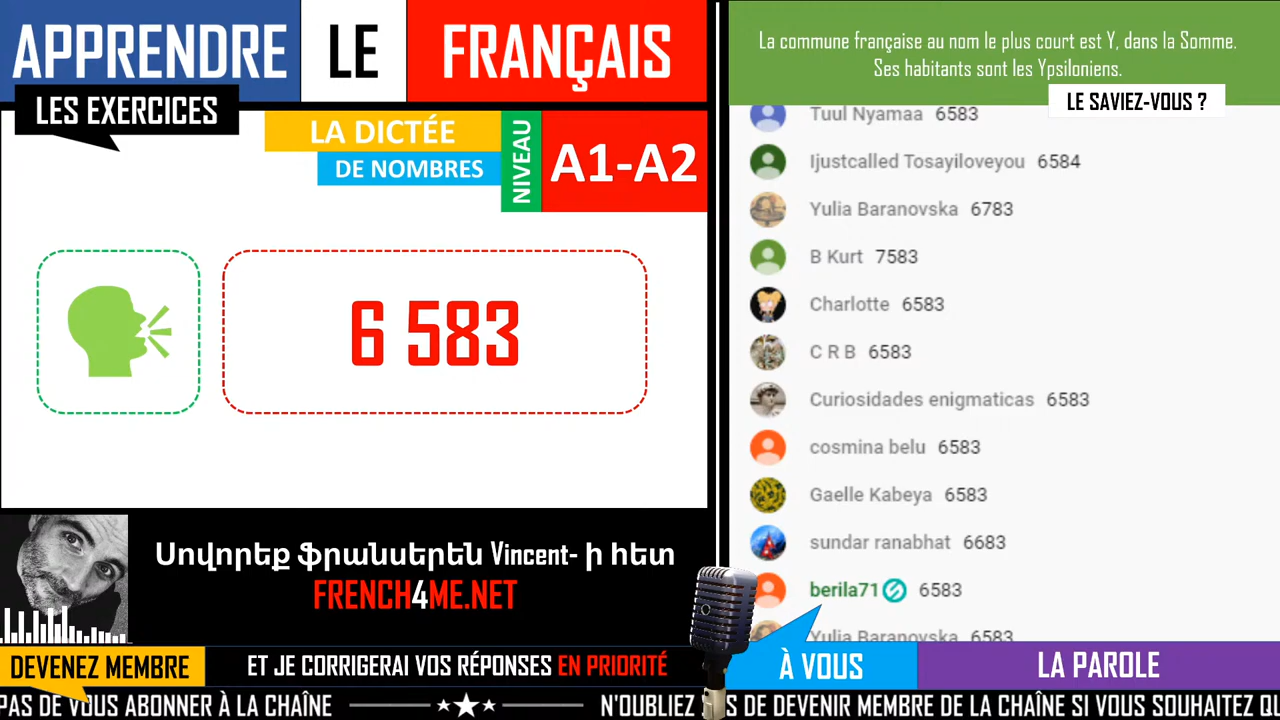 APPRENDRE LE FRANÇAIS
LES EXERCICES
LA DICTÉE
DE NOMBRES
NIVEAU
A1-A2
6 583
Սովորեք ֆրանսերեն Vincent- ի հետ
FRENCH4ME.NET
DEVENEZ MEMBRE
ET JE CORRIGERAI VOS RÉPONSES EN PRIORITÉ
La commune française au nom le plus court est Y, dans la Somme.
Ses habitants sont les Ypsiloniens.
LE SAVIEZ-VOUS ?
Tuul Nyamaa 6583
Ijustcalled Tosayiloveyou 6584
Yulia Baranovska 6783
B Kurt 7583
Charlotte 6583
C R B 6583
Curiosidades enigmaticas 6583
cosmina belu 6583
Gaelle Kabeya 6583
sundar ranabhat 6683
berila71 6583
Yulia Baranovska 6583
À VOUS
LA PAROLE
PAS DE VOUS ABONNER À LA CHAÎNE
N'OUBLIEZ S DE DEVENIR MEMBRE DE LA CHAÎNE SI VOUS SOUHAITEZ QU